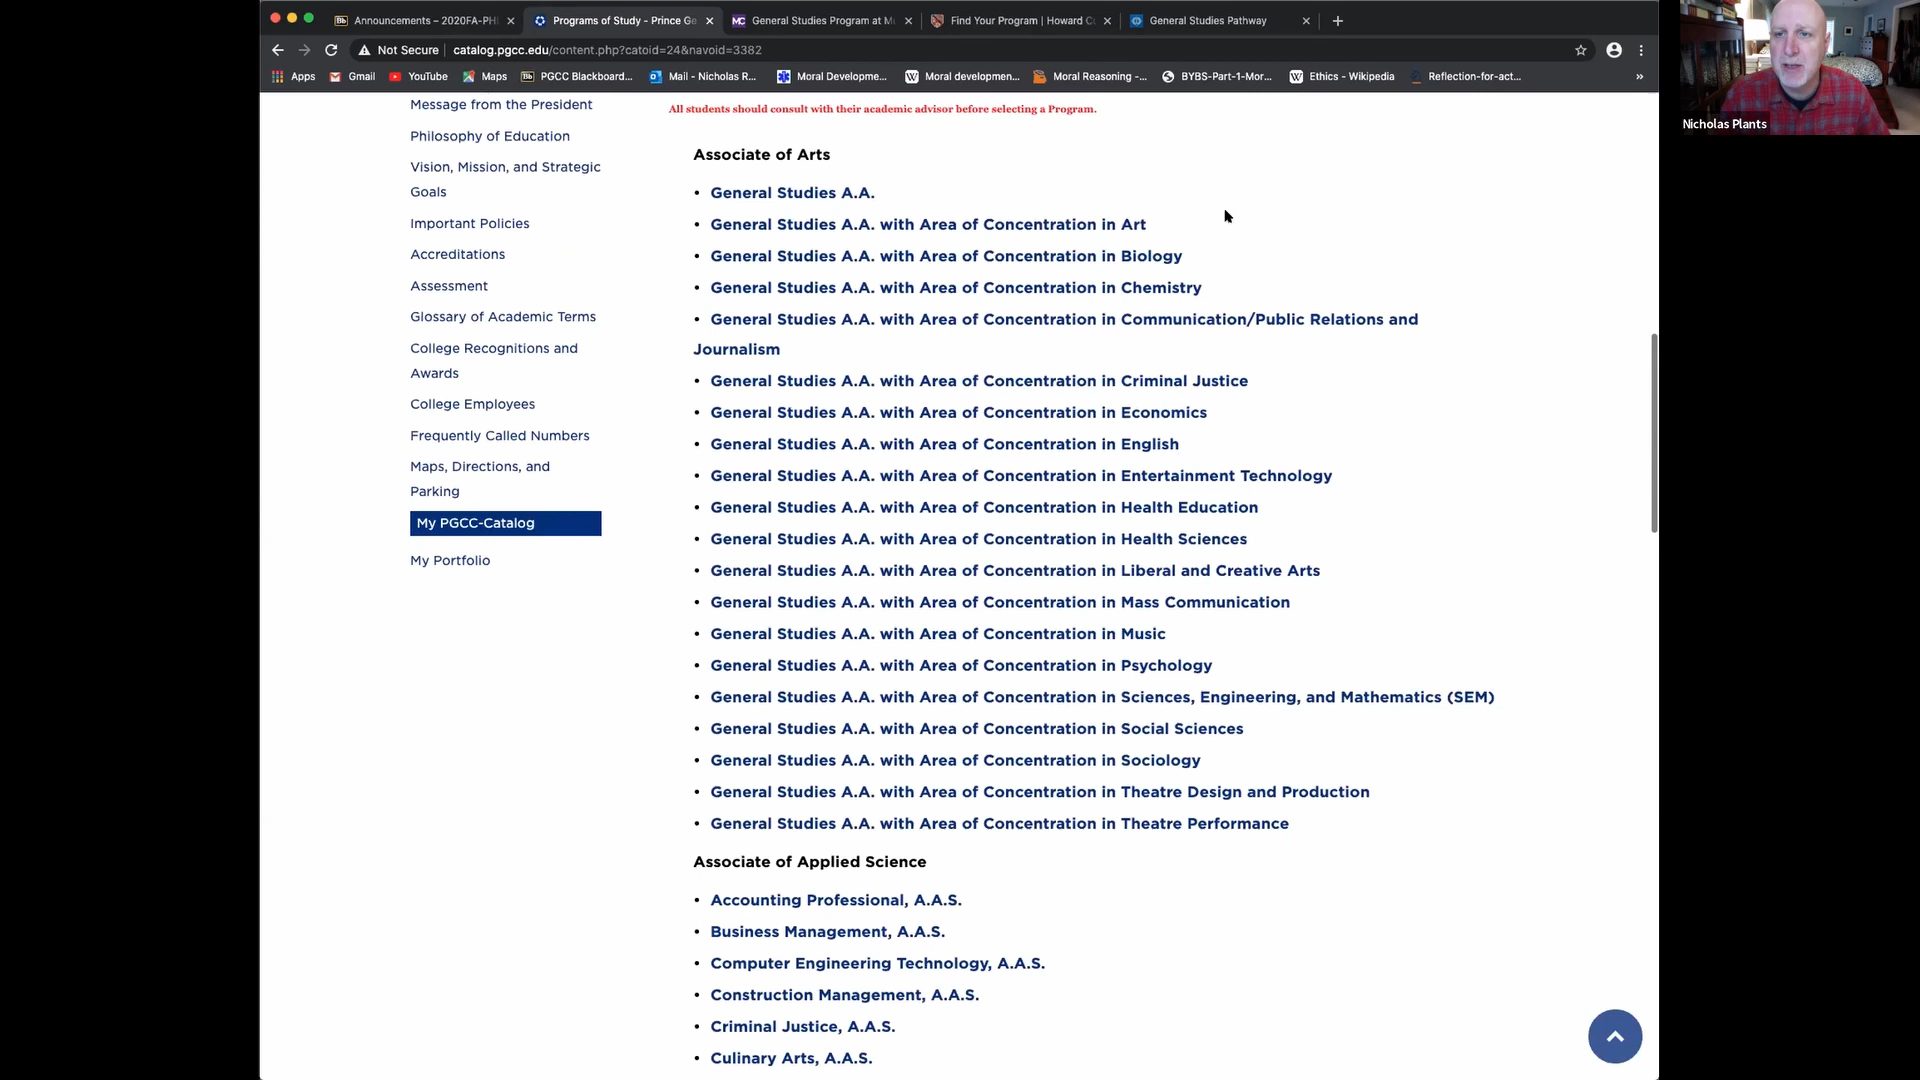 Announcements – 2020FA-PH
Programs of Study - Prince Ge
General Studies Program at M
Find Your Program | Howard C
General Studies Pathway
Not Secure
catalog.pgcc.edu/content.php?catoid=24&navoid=3382
Apps
Gmail
YouTube
Maps
PGCC Blackboard...
Mail - Nicholas R...
Moral Developme...
Moral developmen...
Moral Reasoning -...
BYBS-Part-1-Mor...
Ethics - Wikipedia
Reflection-for-act...
»
Nicholas Plants
Message from the President
Philosophy of Education
Vision, Mission, and Strategic
Goals
Important Policies
Accreditations
Assessment
Glossary of Academic Terms
College Recognitions and
Awards
College Employees
Frequently Called Numbers
Maps, Directions, and
Parking
My PGCC-Catalog
My Portfolio
All students should consult with their academic advisor before selecting a Program.
Associate of Arts
• General Studies A.A.
• General Studies A.A. with Area of Concentration in Art
• General Studies A.A. with Area of Concentration in Biology
• General Studies A.A. with Area of Concentration in Chemistry
• General Studies A.A. with Area of Concentration in Communication/Public Relations and
Journalism
• General Studies A.A. with Area of Concentration in Criminal Justice
• General Studies A.A. with Area of Concentration in Economics
• General Studies A.A. with Area of Concentration in English
• General Studies A.A. with Area of Concentration in Entertainment Technology
• General Studies A.A. with Area of Concentration in Health Education
• General Studies A.A. with Area of Concentration in Health Sciences
• General Studies A.A. with Area of Concentration in Liberal and Creative Arts
• General Studies A.A. with Area of Concentration in Mass Communication
• General Studies A.A. with Area of Concentration in Music
• General Studies A.A. with Area of Concentration in Psychology
• General Studies A.A. with Area of Concentration in Sciences, Engineering, and Mathematics (SEM)
• General Studies A.A. with Area of Concentration in Social Sciences
• General Studies A.A. with Area of Concentration in Sociology
• General Studies A.A. with Area of Concentration in Theatre Design and Production
• General Studies A.A. with Area of Concentration in Theatre Performance
Associate of Applied Science
• Accounting Professional, A.A.S.
• Business Management, A.A.S.
• Computer Engineering Technology, A.A.S.
• Construction Management, A.A.S.
• Criminal Justice, A.A.S.
• Culinary Arts, A.A.S.